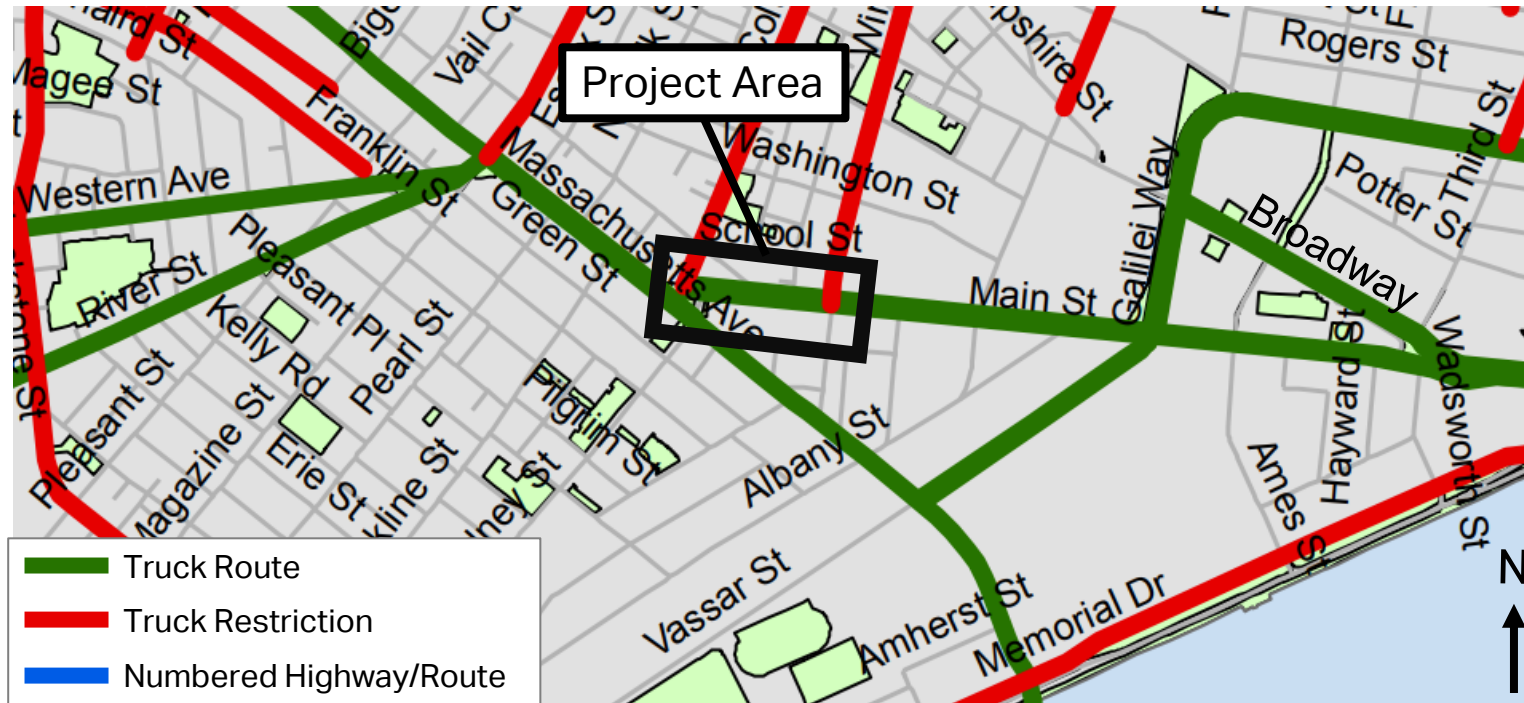 Rogers St
Vail
Magee St
Project Area
Franklin St
Washington St
Third St
Potter St
Western Ave
Massachusetts Ave
Green St
School St
Galilei Way
Broadway
Pleasant Pl
River St
Main St
Kelly Rd
Pearl St
Hayward St
Wadsworth St
Pleasant St
Magazine St
Erie St
Pilgrim St
Albany St
Ames St
Vassar St
Amherst St
Memorial Dr
N
Truck Route
Truck Restriction
Numbered Highway/Route